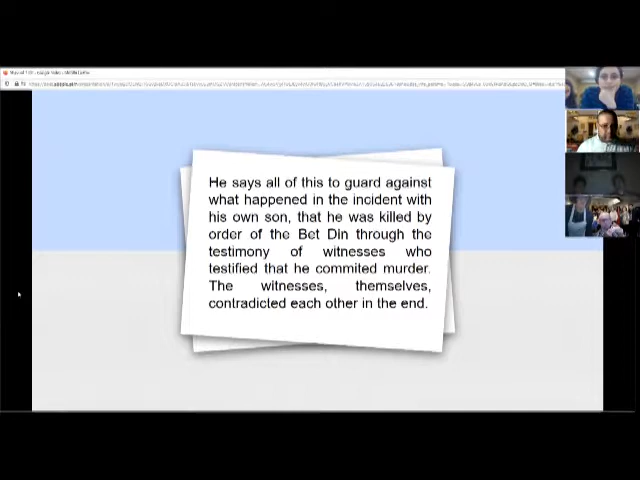 He says all of this to guard against
what happened in the incident with
his own son, that he was killed by
order of the Bet Din through the
testimony of witnesses who
testified that he commited murder.
The witnesses, themselves,
contradicted each other in the end.